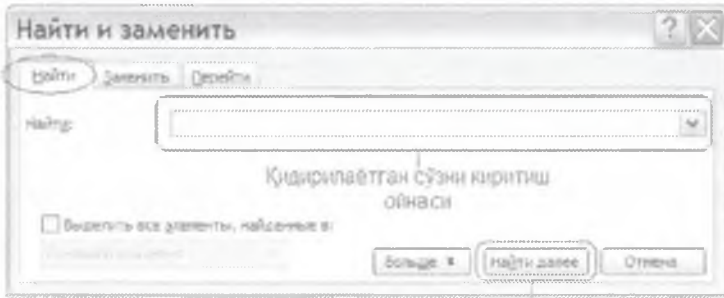 Найти и заменить
Найти Заменить Перейти
Найти:
Қидирилаётган сўзни киритиш
ойнаси
Выделить все элементы, найденные в:
Больше Найти далее Отмена